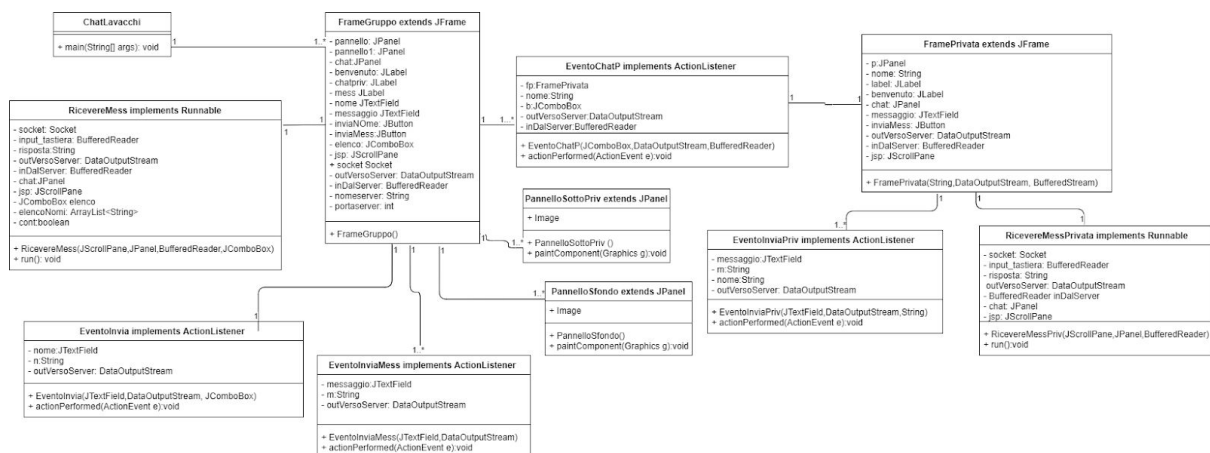 ChatLavacchi
+ main(String[] args): void
1
1..*
FrameGruppo extends JFrame
- pannello: JPanel
- pannello1: JPanel
- chat:JPanel
- benvenuto: JLabel
- chatpriv: JLabel
- mess JLabel
- nome JTextField
- messaggio JTextField
- inviaNOme: JButton
- inviaMess:JButton
- elenco: JComboBox
- jsp: JScrollPane
+ socket Socket
- outVersoServer: DataOutputStream
- inDalServer: BufferedReader
- nomeserver: String
- portaserver: int
+ FrameGruppo()
RicevereMess implements Runnable
- socket: Socket
- input_tastiera: BufferedReader
- risposta:String
- outVersoServer: DataOutputStream
- inDalServer: BufferedReader
- chat:JPanel
- jsp: JScrollPane
- JComboBox elenco
- elencoNomi: ArrayList<String>
- cont:boolean
+ RicevereMess(JScrollPane,JPanel,BufferedReader,JComboBox)
+ run(): void
1
1
EventoChatP implements ActionListener
- fp:FramePrivata
- nome:String
- b:JComboBox
- outVersoServer:DataOutputStream
- inDalServer:BufferedReader
+ EventoChatP(JComboBox,DataOutputStream,BufferedReader)
+ actionPerformed(ActionEvent e):void
1
1..*
1
1
FramePrivata extends JFrame
- p:JPanel
- nome: String
- label: JLabel
- benvenuto: JLabel
- chat: JPanel
- messaggio: JTextField
- inviaMess: JButton
- outVersoServer: DataOutputStream
- inDalServer: BufferedReader
- jsp: JScrollPane
+ FramePrivata(String,DataOutputStream, BufferedStream)
PannelloSottoPriv extends JPanel
+ Image
+ PannelloSottoPriv ()
+ paintComponent(Graphics g):void
1
1..*
PannelloSfondo extends JPanel
+ Image
+ PannelloSfondo()
+ paintComponent(Graphics g):void
1
1..*
EventoInviaPriv implements ActionListener
- messaggio:JTextField
- m:String
- nome:String
- outVersoServer: DataOutputStream
+ EventoInviaPriv(JTextField,DataOutputStream,String)
+ actionPerformed(ActionEvent e):void
1
1..*
RicevereMessPrivata implements Runnable
- socket: Socket
- input_tastiera: BufferedReader
- risposta: String
outVersoServer: DataOutputStream
- BufferedReader inDalServer
- chat: JPanel
- jsp: JScrollPane
+ RicevereMessPriv(JScrollPane,JPanel,BufferedReader)
+ run():void
1
1
EventoInvia implements ActionListener
- nome:JTextField
- n:String
- outVersoServer: DataOutputStream
+ EventoInvia(JTextField,DataOutputStream, JComboBox)
+ actionPerformed(ActionEvent e):void
1
1
EventoInviaMess implements ActionListener
- messaggio:JTextField
- m:String
- outVersoServer: DataOutputStream
+ EventoInviaMess(JTextField,DataOutputStream)
+ actionPerformed(ActionEvent e):void
1
1..*